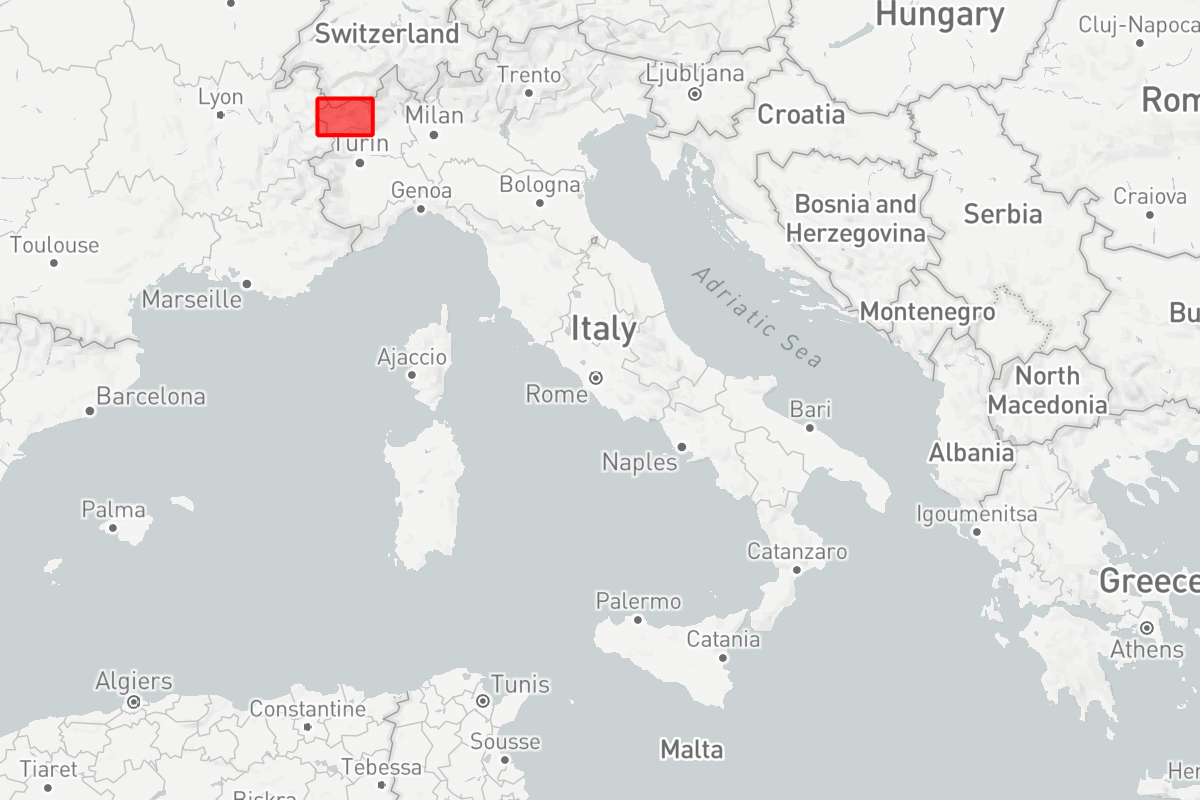 Hungary
Switzerland
Cluj-Napoca
Trento
Ljubljana
Lyon
Rom
Milan
Croatia
Turin
Genoa
Bologna
Bosnia and
Herzegovina
Serbia
Craiova
Toulouse
Marseille
Adriatic Sea
Montenegro
Bu
Italy
Ajaccio
Rome
North
Macedonia
Barcelona
Bari
Naples
Albania
Palma
Igoumenitsa
Catanzaro
Greece
Palermo
Catania
Athens
Algiers
Tunis
Constantine
Sousse
Malta
Tiaret
Tebessa
Her
Biskra